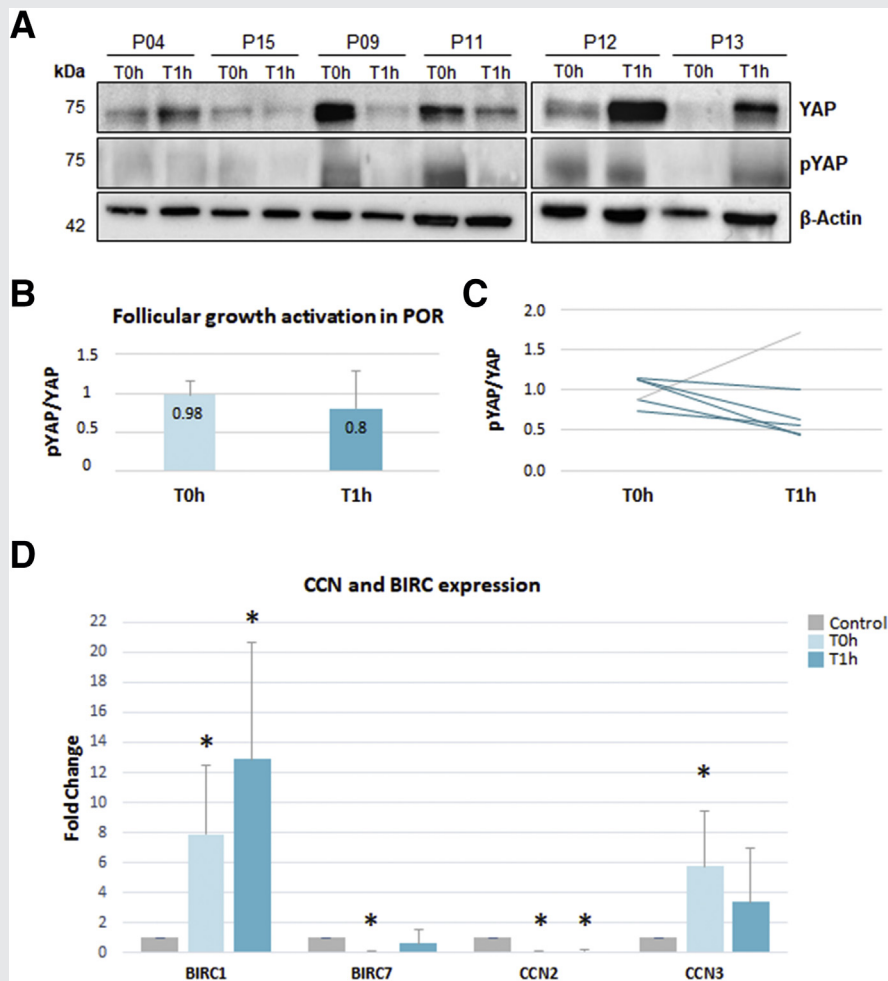 A
P04 P15 P09 P11 P12 P13
kDa T0h T1h T0h T1h T0h T1h T0h T1h T0h T1h T0h T1h
75 YAP
75 pYAP
42 β-Actin
B
Follicular growth activation in POR
pYAP/YAP
1.5
1
0.5
0
0.98
0.8
T0h T1h
C
pYAP/YAP
2.0
1.5
1.0
0.5
0.0
T0h T1h
D
CCN and BIRC expression
Fold Change
22
20
18
16
14
12
10
8
6
4
2
0
* * * * * *
BIRC1 BIRC7 CCN2 CCN3
Control
T0h
T1h